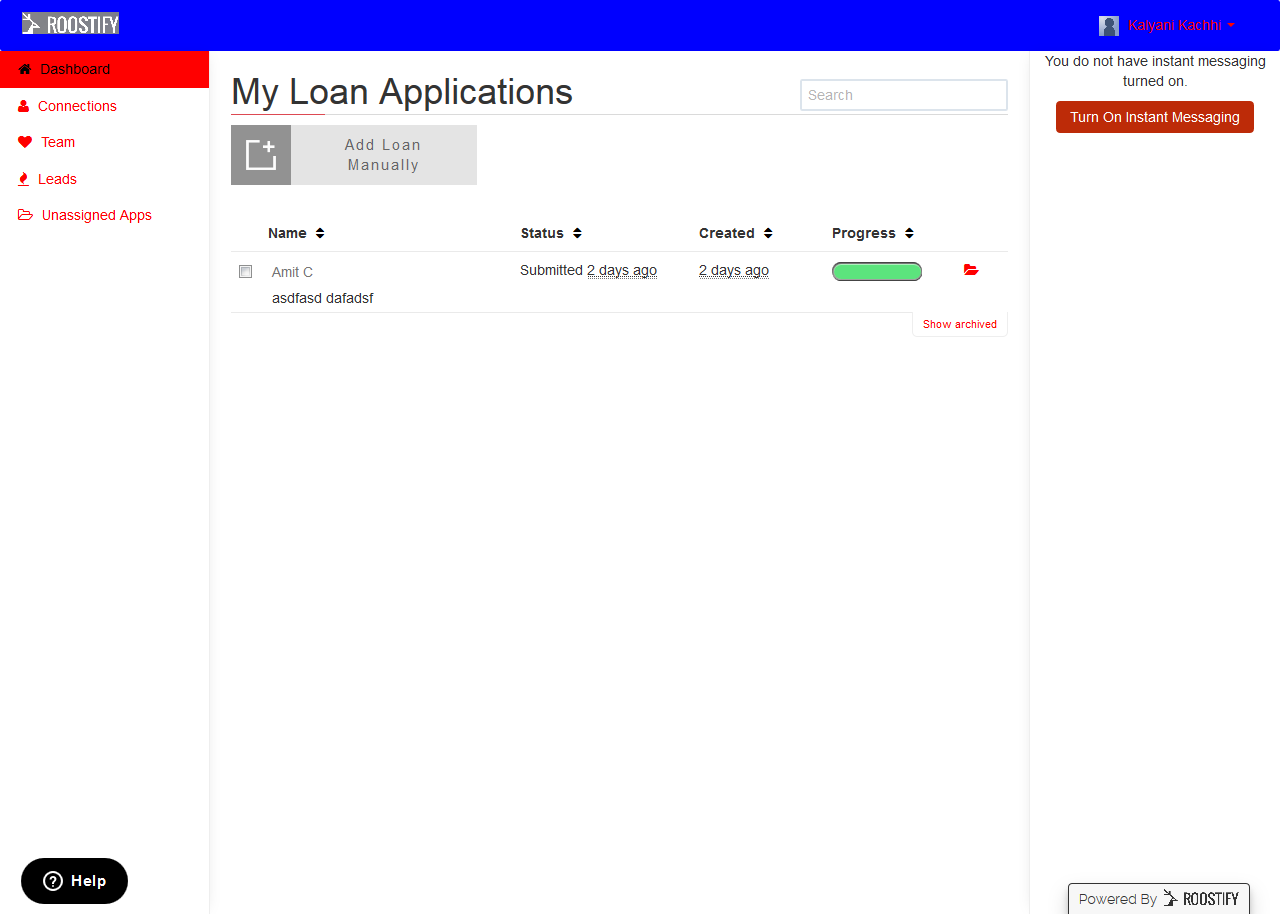 ROOSTIFY
Kalyani Kachhi
Dashboard
Connections
Team
Leads
Unassigned Apps
My Loan Applications
Search
Add Loan
Manually
Name Status Created Progress
Amit C Submitted 2 days ago 2 days ago
asdfasd dafadsf
Show archived
You do not have instant messaging
turned on.
Turn On Instant Messaging
Help
Powered By ROOSTIFY